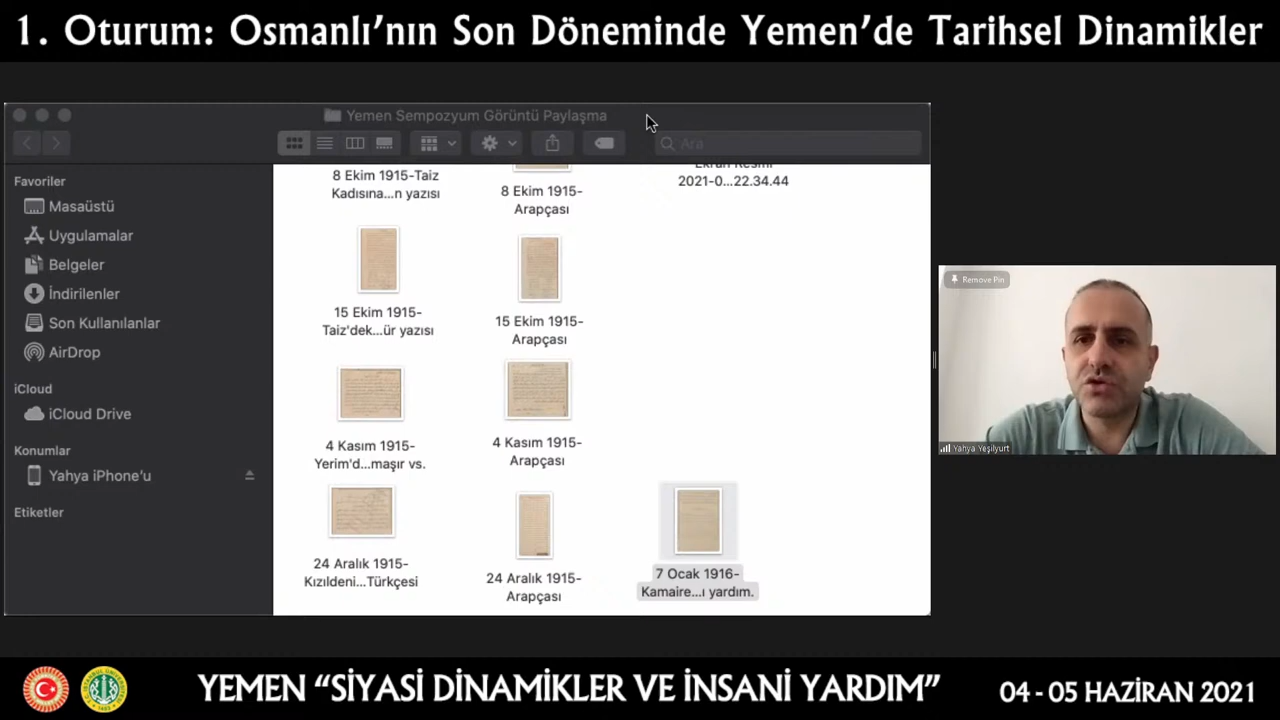 1. Oturum: Osmanlı’nın Son Döneminde Yemen’de Tarihsel Dinamikler
Yemen Sempozyum Görüntü Paylaşma
Ara
Favoriler
Masaüstü
Uygulamalar
Belgeler
İndirilenler
Son Kullanılanlar
AirDrop
iCloud
iCloud Drive
Konumlar
Yahya iPhone’u
Etiketler
8 Ekim 1915-Taiz
Kadısına...n yazısı
8 Ekim 1915-
Arapçası
Ekran Resmi
2021-0...22.34.44
15 Ekim 1915-
Taiz'dek...ür yazısı
15 Ekim 1915-
Arapçası
4 Kasım 1915-
Yerim'd...maşır vs.
4 Kasım 1915-
Arapçası
24 Aralık 1915-
Kızıldeni...Türkçesi
24 Aralık 1915-
Arapçası
7 Ocak 1916-
Kamaire...ı yardım.
Remove Pin
Yahya Yeşilyurt
YEMEN “SİYASİ DİNAMİKLER VE İNSANİ YARDIM”
04 - 05 HAZİRAN 2021